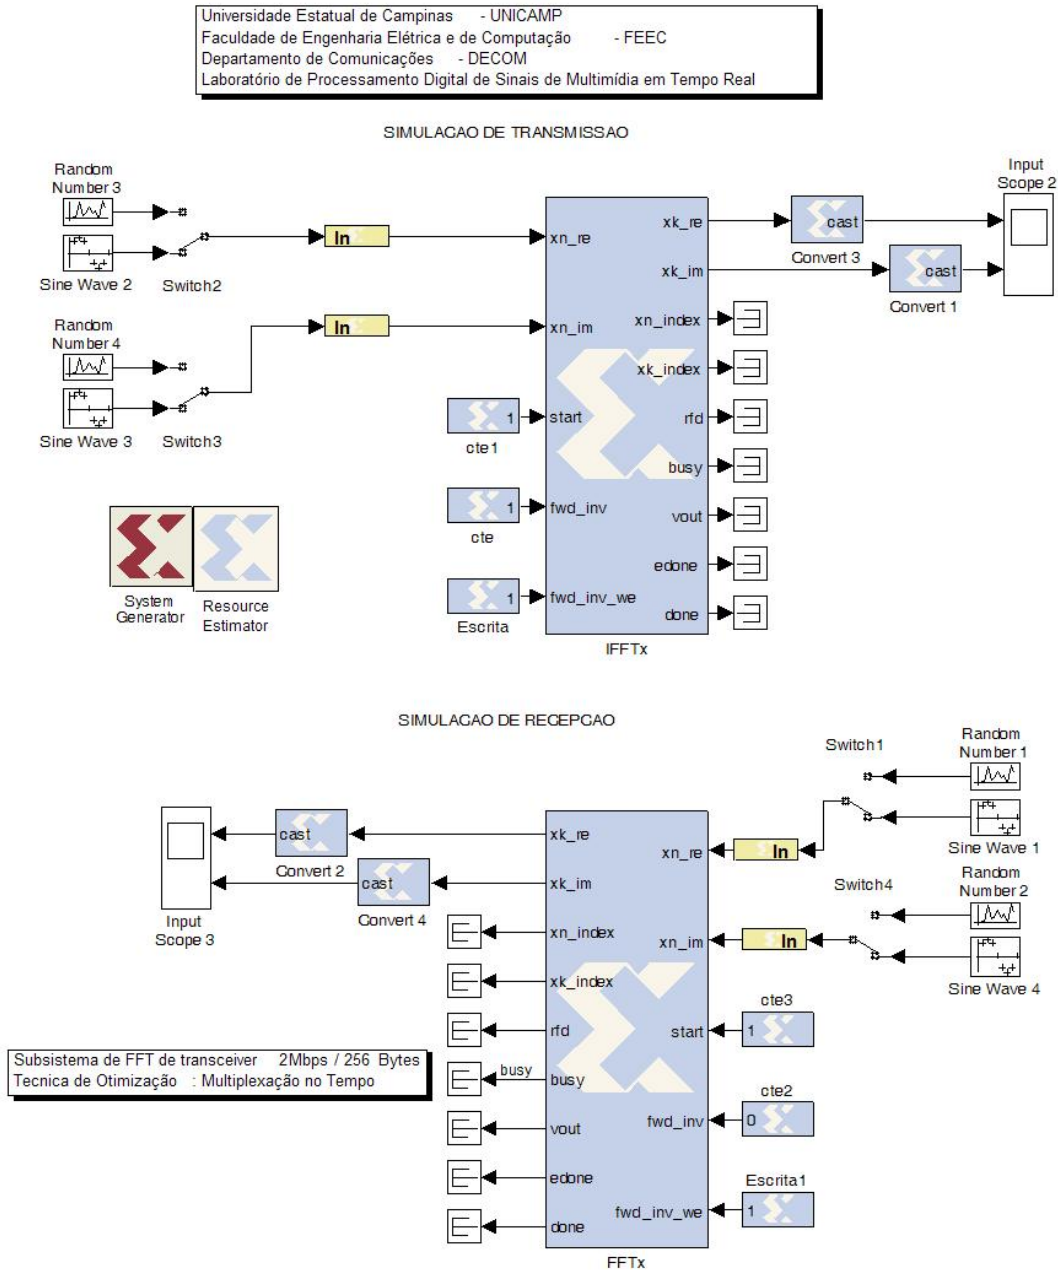 Universidade Estatual de Campinas - UNICAMP
Faculdade de Engenharia Elétrica e de Computação - FEEC
Departamento de Comunicações - DECOM
Laboratório de Processamento Digital de Sinais de Multimídia em Tempo Real
SIMULACAO DE TRANSMISSAO
Random
Number 3
Sine Wave 2
Switch2
In
Random
Number 4
Sine Wave 3
Switch3
In
1
cte1
1
cte
1
Escrita
System
Generator
Resource
Estimator
xn_re
xn_im
start
fwd_inv
fwd_inv_we
xk_re
xk_im
xn_index
xk_index
rfd
busy
vout
edone
done
IFFTx
cast
Convert 3
cast
Convert 1
Input
Scope 2
SIMULACAO DE RECEPCAO
Input
Scope 3
cast
Convert 2
cast
Convert 4
busy
xk_re
xk_im
xn_index
xk_index
rfd
busy
vout
edone
done
xn_re
xn_im
start
fwd_inv
fwd_inv_we
FFTx
Switch1
Random
Number 1
In
Sine Wave 1
Switch4
Random
Number 2
In
Sine Wave 4
cte3
1
cte2
0
Escrita1
1
Subsistema de FFT de transceiver 2Mbps / 256 Bytes
Tecnica de Otimização : Multiplexação no Tempo